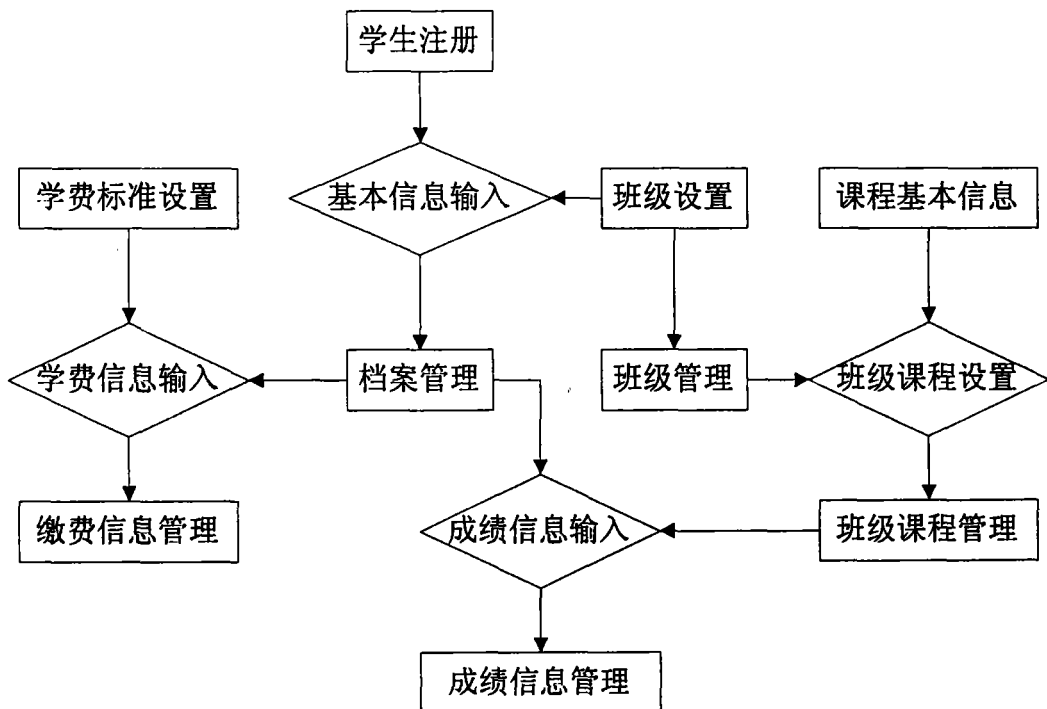 学生注册
学费标准设置
基本信息输入
班级设置
课程基本信息
学费信息输入
档案管理
班级管理
班级课程设置
缴费信息管理
成绩信息输入
班级课程管理
成绩信息管理